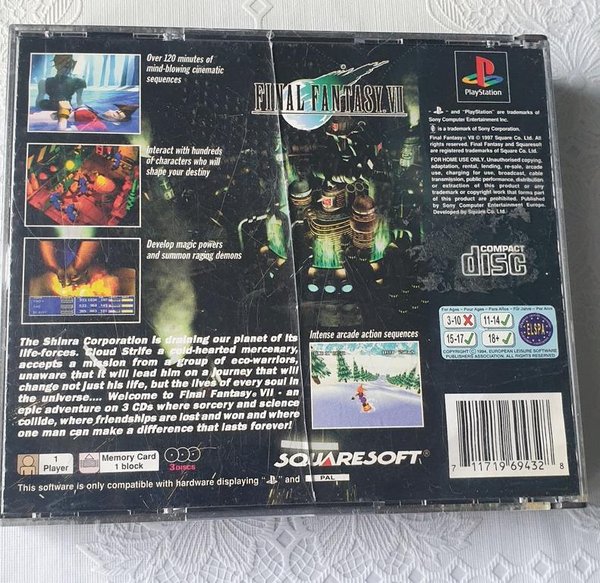 Over 120 minutes of
mind-blowing cinematic
sequences
Interact with hundreds
of characters who will
shape your destiny
Develop magic powers
and summon raging demons
The Shinra Corporation is draining our planet of its
life-forces. Cloud Strife a cold-hearted mercenary,
accepts a mission from a group of eco-warriors,
unaware that it will lead him on a journey that will
change not just his life, but the lives of every soul in
the universe.... Welcome to Final Fantasy VII - an
epic adventure on 3 CDs where sorcery and science
collide, where friendships are lost and won and where
one man can make a difference that lasts forever!
FINAL FANTASY VII
Intense arcade action sequences
PlayStation
and "PlayStation" are trademarks of
Sony Computer Entertainment Inc.
is a trademark of Sony Corporation.
Final Fantasy VII © 1997 Square Co. Ltd. All
rights reserved. Final Fantasy and Squaresoft
are registered trademarks of Square Co. Ltd.
FOR HOME USE ONLY. Unauthorised copying,
adaptation, rental, lending, re-sale, arcade
use, charging for use, broadcast, cable
transmission, public performance, distribution
or extraction of this product or any
trademark or copyright work that forms part
of this product are prohibited. Published
by Sony Computer Entertainment Europe.
Developed by Square Co. Ltd.
COMPACT
disc
For Ages - Pour Ages - Para Años - Für Jahre - Per Anni
3-10 11-14
15-17 18+
ELSPA
COPYRIGHT © 1994, EUROPEAN LEISURE SOFTWARE
PUBLISHERS ASSOCIATION. ALL RIGHTS RESERVED
7 11719 69432 8
1
Player
Memory Card
1 block
3 DISCS
SQUARESOFT®
This software is only compatible with hardware displaying and PAL